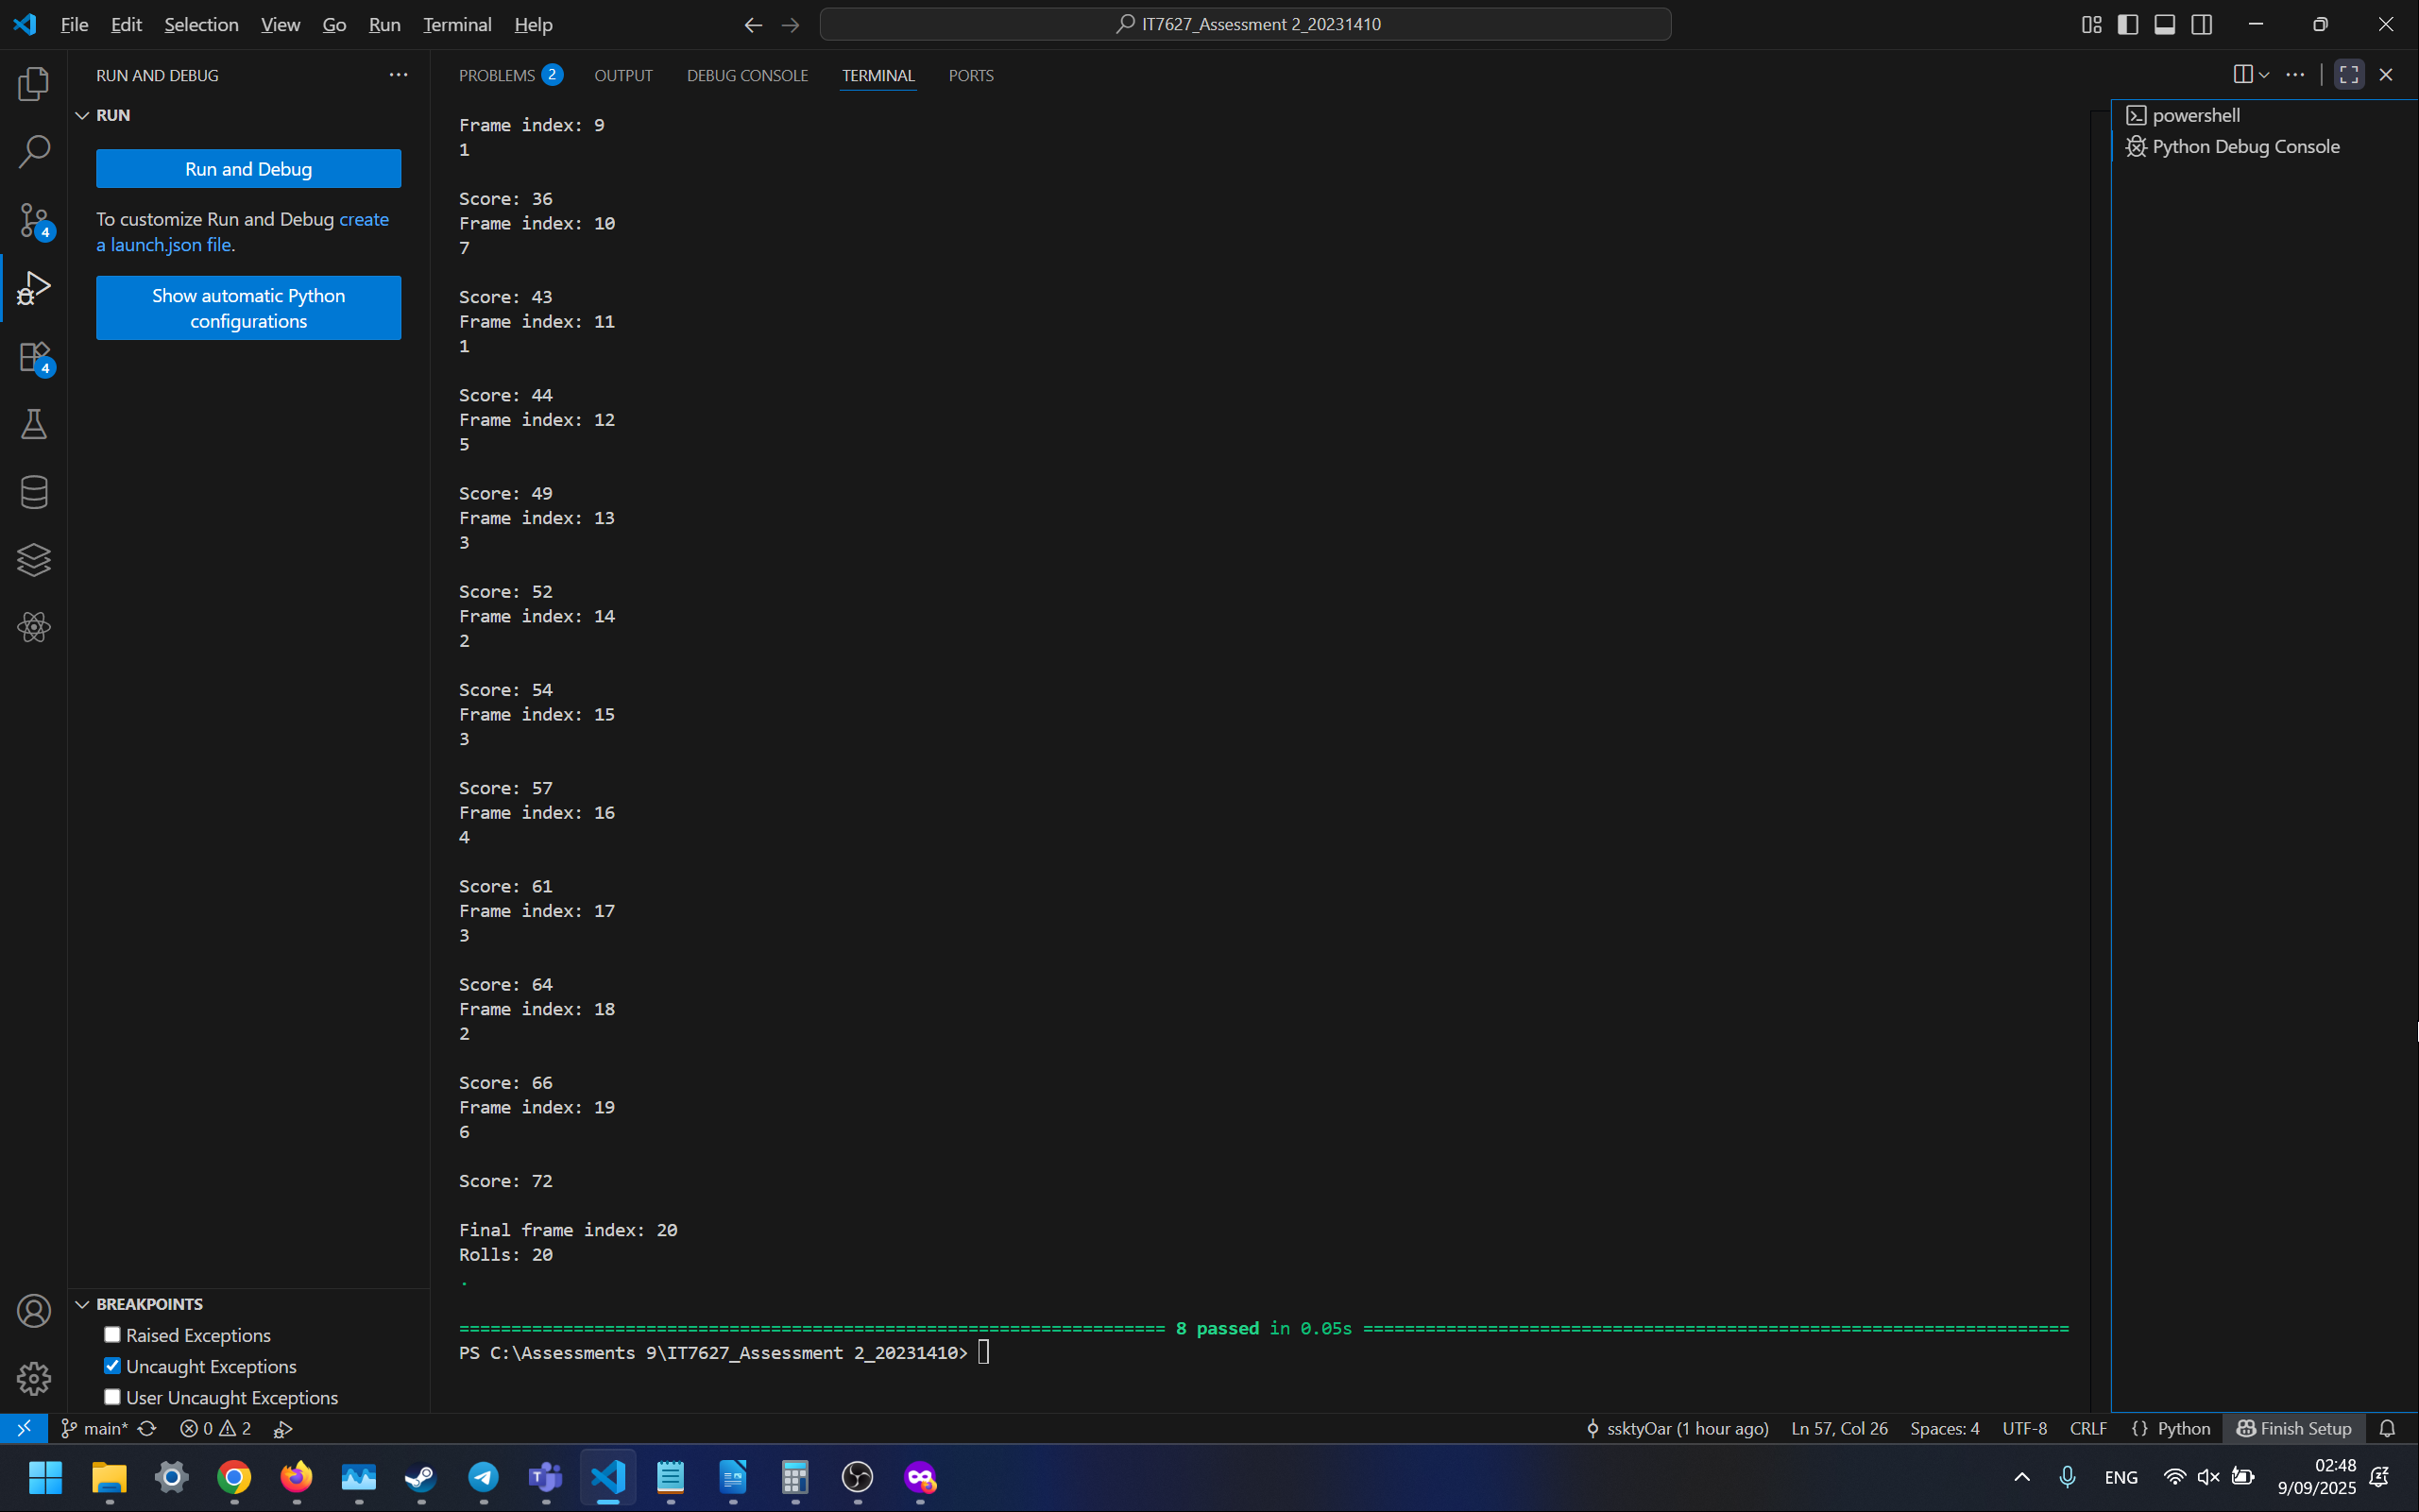 File Edit Selection View Go Run Terminal Help
IT7627_Assessment 2_20231410
RUN AND DEBUG
RUN
Run and Debug
To customize Run and Debug create
a launch.json file.
Show automatic Python
configurations
4
4
PROBLEMS 2 OUTPUT DEBUG CONSOLE TERMINAL PORTS
Frame index: 9
1
Score: 36
Frame index: 10
7
Score: 43
Frame index: 11
1
Score: 44
Frame index: 12
5
Score: 49
Frame index: 13
3
Score: 52
Frame index: 14
2
Score: 54
Frame index: 15
3
Score: 57
Frame index: 16
4
Score: 61
Frame index: 17
3
Score: 64
Frame index: 18
2
Score: 66
Frame index: 19
6
Score: 72
Final frame index: 20
Rolls: 20
.
==================================================================== 8 passed in 0.05s ====================================================================
PS C:\Assessments 9\IT7627_Assessment 2_20231410>
powershell
Python Debug Console
BREAKPOINTS
Raised Exceptions
Uncaught Exceptions
User Uncaught Exceptions
main* 0 2
ssktyOar (1 hour ago) Ln 57, Col 26 Spaces: 4 UTF-8 CRLF {} Python Finish Setup
ENG
02:48
9/09/2025